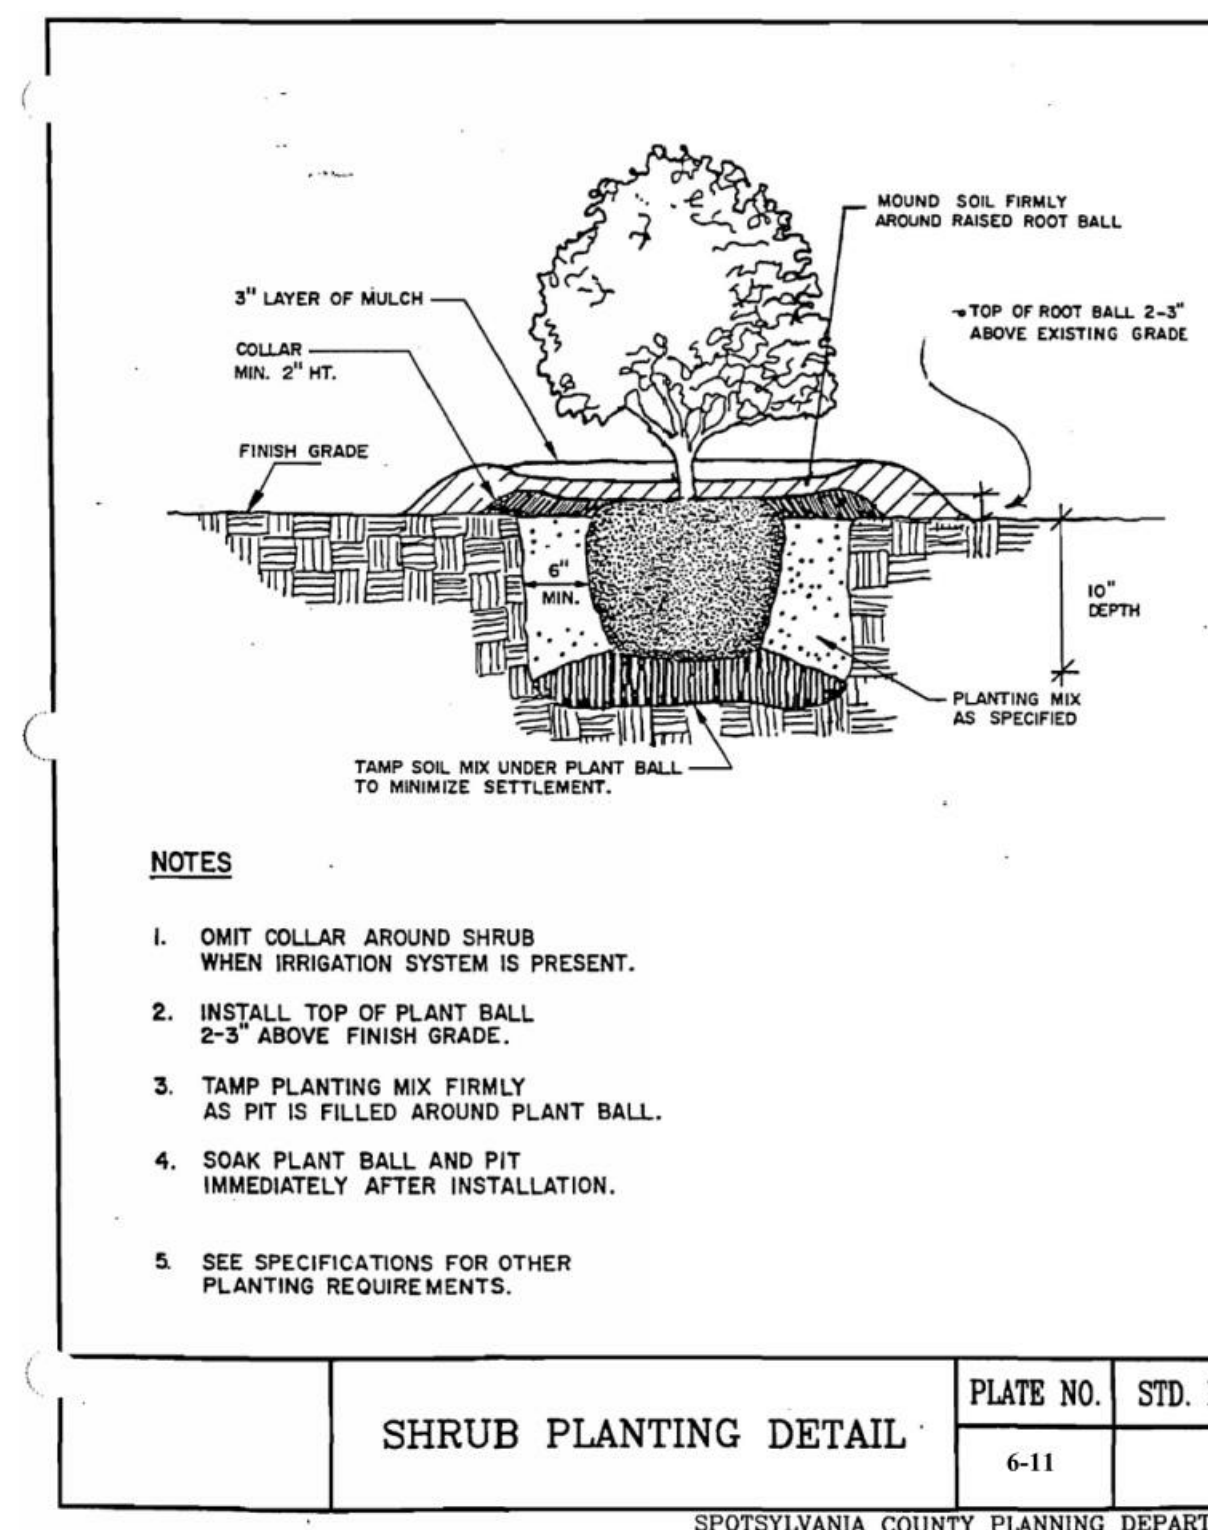 MOUND SOIL FIRMLY
AROUND RAISED ROOT BALL
3" LAYER OF MULCH
TOP OF ROOT BALL 2-3"
ABOVE EXISTING GRADE
COLLAR
MIN. 2" HT.
FINISH GRADE
6"
MIN.
10"
DEPTH
PLANTING MIX
AS SPECIFIED
TAMP SOIL MIX UNDER PLANT BALL
TO MINIMIZE SETTLEMENT.
NOTES
1. OMIT COLLAR AROUND SHRUB
WHEN IRRIGATION SYSTEM IS PRESENT.
2. INSTALL TOP OF PLANT BALL
2-3" ABOVE FINISH GRADE.
3. TAMP PLANTING MIX FIRMLY
AS PIT IS FILLED AROUND PLANT BALL.
4. SOAK PLANT BALL AND PIT
IMMEDIATELY AFTER INSTALLATION.
5. SEE SPECIFICATIONS FOR OTHER
PLANTING REQUIREMENTS.
SHRUB PLANTING DETAIL
PLATE NO. STD.
6-11
SPOTSYLVANIA COUNTY PLANNING DEPART